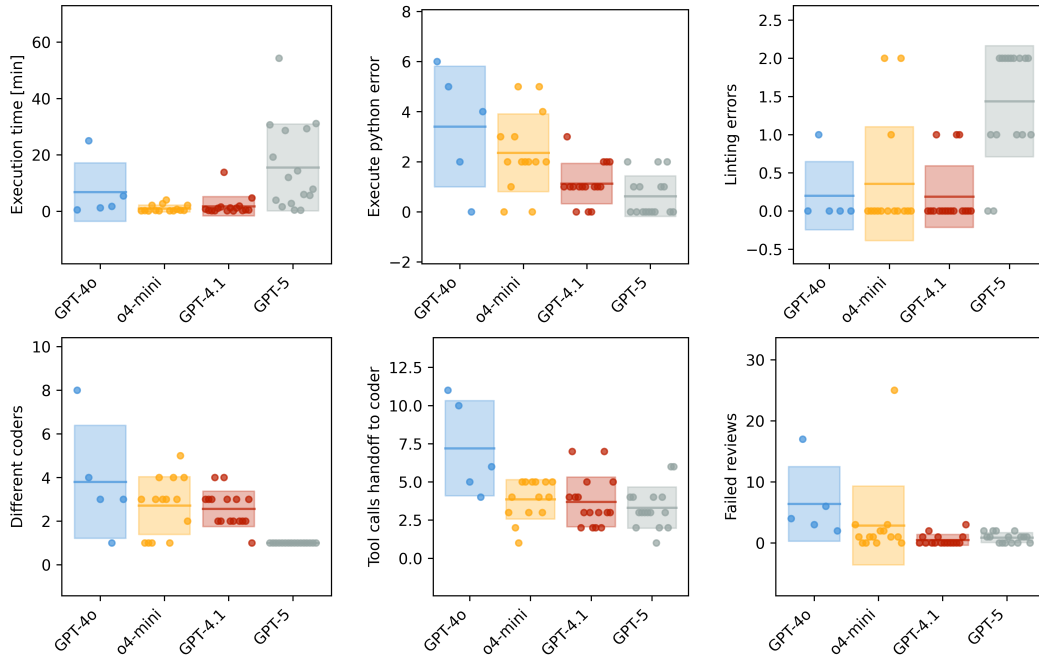 Execution time [min]
60
40
20
0
GPT-4o
o4-mini
GPT-4.1
GPT-5
Execute python error
8
6
4
2
0
−2
GPT-4o
o4-mini
GPT-4.1
GPT-5
Linting errors
2.5
2.0
1.5
1.0
0.5
0.0
−0.5
GPT-4o
o4-mini
GPT-4.1
GPT-5
Different coders
10
8
6
4
2
0
GPT-4o
o4-mini
GPT-4.1
GPT-5
Tool calls handoff to coder
12.5
10.0
7.5
5.0
2.5
0.0
GPT-4o
o4-mini
GPT-4.1
GPT-5
Failed reviews
30
20
10
0
GPT-4o
o4-mini
GPT-4.1
GPT-5